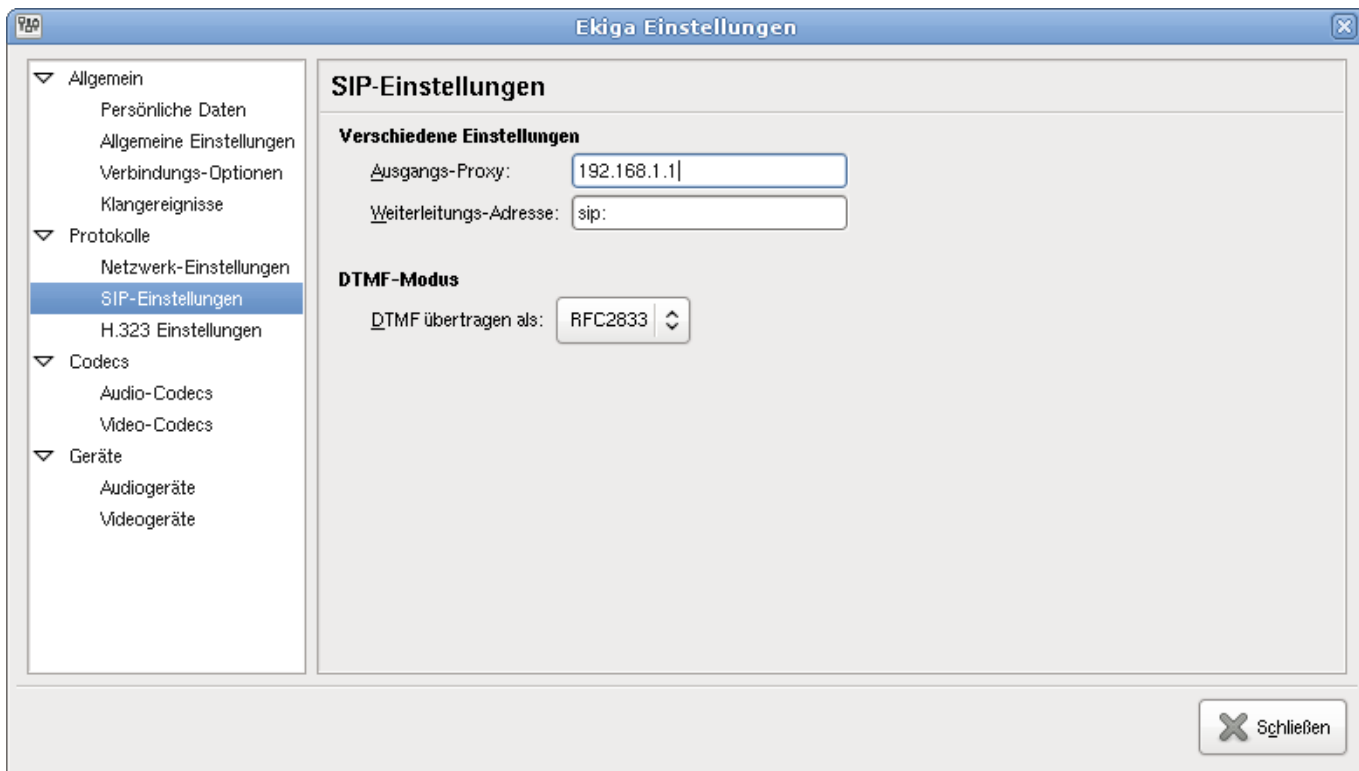 Ekiga Einstellungen
Allgemein
Persönliche Daten
Allgemeine Einstellungen
Verbindungs-Optionen
Klangereignisse
Protokolle
Netzwerk-Einstellungen
SIP-Einstellungen
H.323 Einstellungen
Codecs
Audio-Codecs
Video-Codecs
Geräte
Audiogeräte
Videogeräte
SIP-Einstellungen
Verschiedene Einstellungen
Ausgangs-Proxy: 192.168.1.1
Weiterleitungs-Adresse: sip:
DTMF-Modus
DTMF übertragen als: RFC2833
Schließen